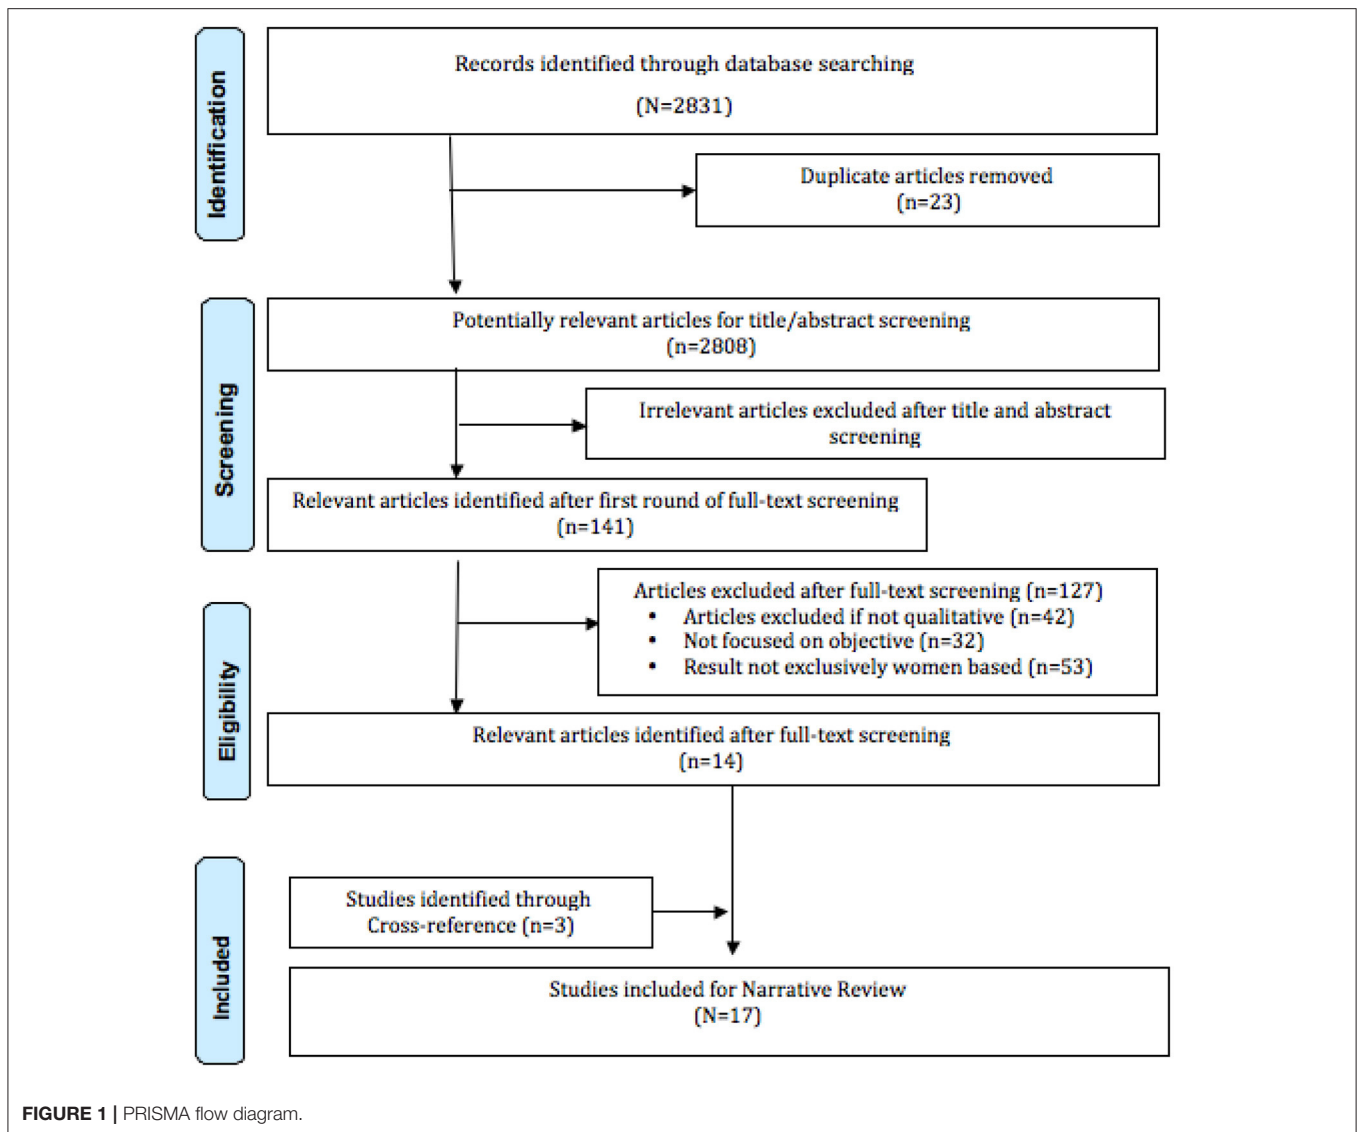 Identification
Records identified through database searching
(N=2831)
Duplicate articles removed
(n=23)
Screening
Potentially relevant articles for title/abstract screening
(n=2808)
Irrelevant articles excluded after title and abstract
screening
Relevant articles identified after first round of full-text screening
(n=141)
Eligibility
Articles excluded after full-text screening (n=127)
• Articles excluded if not qualitative (n=42)
• Not focused on objective (n=32)
• Result not exclusively women based (n=53)
Relevant articles identified after full-text screening
(n=14)
Included
Studies identified through
Cross-reference (n=3)
Studies included for Narrative Review
(N=17)
FIGURE 1 | PRISMA flow diagram.